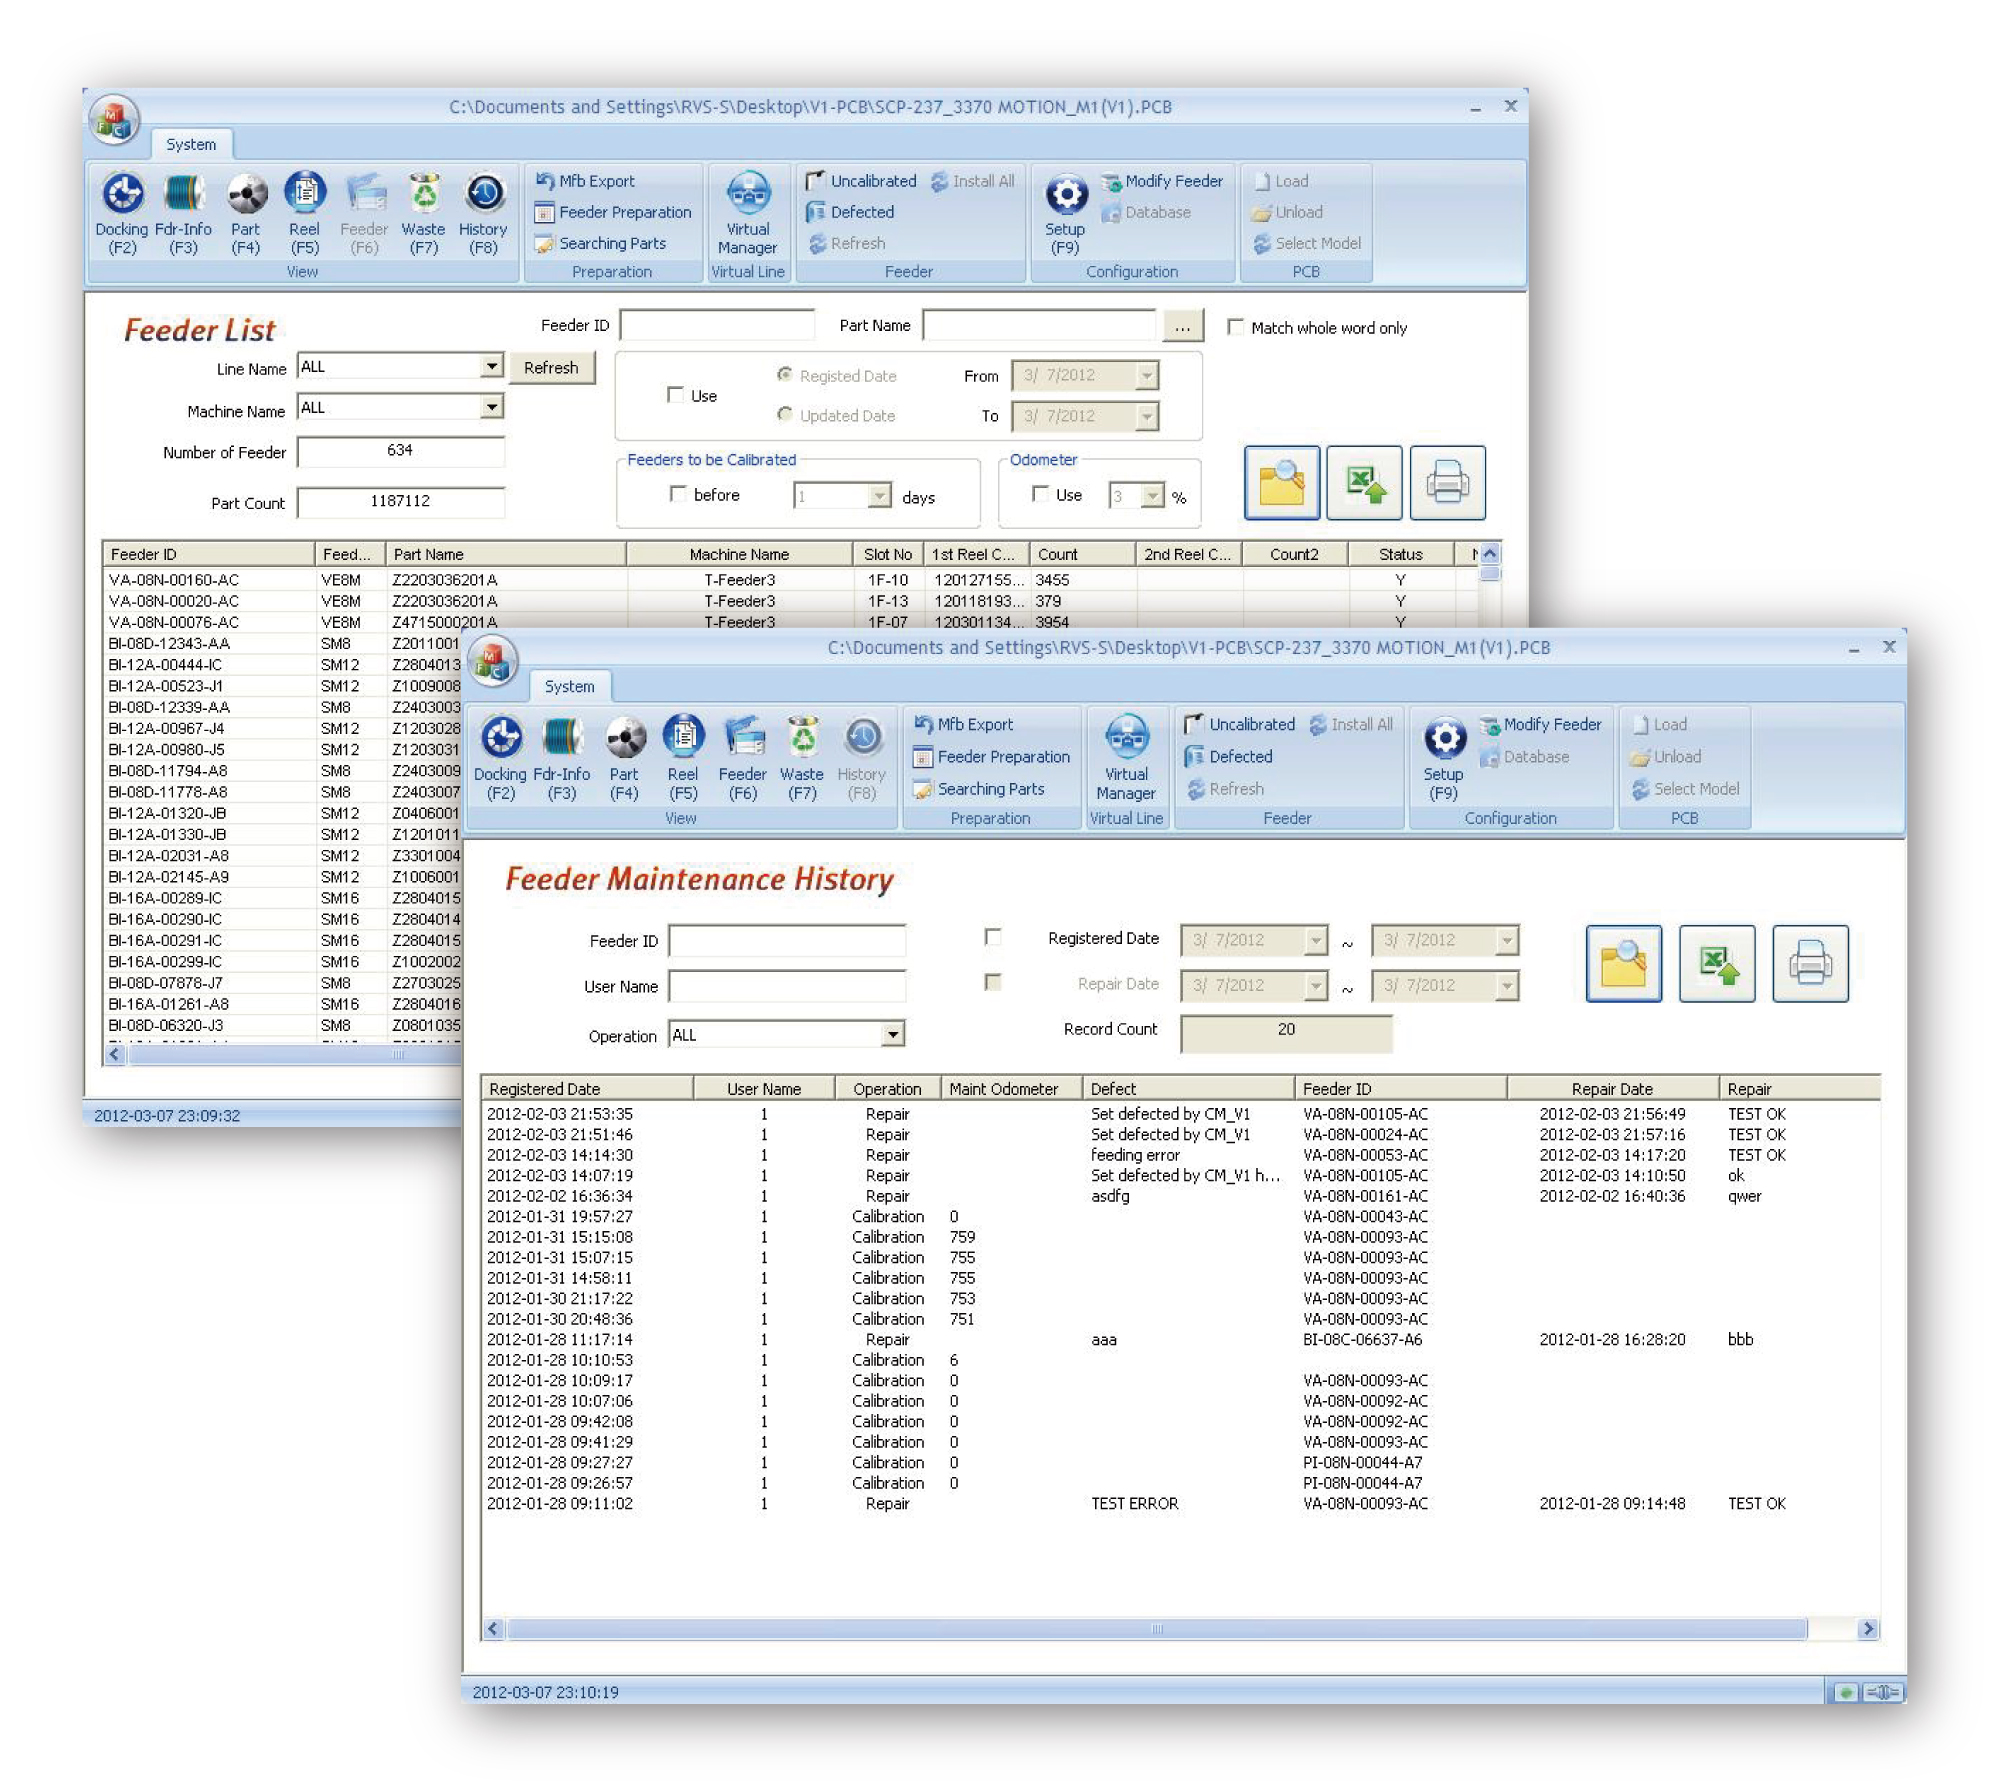 C:\Documents and Settings\RVS-S\Desktop\V1-PCB\SCP-237_3370 MOTION_M1(V1).PCB
System
Docking (F2) Fdr-Info (F3) Part (F4) Reel (F5) Feeder (F6) Waste (F7) History (F8)
View
Mfb Export
Feeder Preparation
Searching Parts
Preparation
Virtual Manager
Virtual Line
Uncalibrated Install All
Defected
Refresh
Feeder
Setup (F9)
Modify Feeder
Database
Configuration
Load
Unload
Select Model
PCB
Feeder List
Feeder ID Part Name ... Match whole word only
Line Name ALL Refresh
Machine Name ALL
Number of Feeder 634
Part Count 1187112
Use Registed Date From 3/ 7/2012
Updated Date To 3/ 7/2012
Feeders to be Calibrated
before 1 days
Odometer
Use 3 %
Feeder ID Feed... Part Name Machine Name Slot No 1st Reel C... Count 2nd Reel C... Count2 Status
VA-08N-00160-AC VE8M Z2203036201A T-Feeder3 1F-10 120127155... 3455 Y
VA-08N-00020-AC VE8M Z2203036201A T-Feeder3 1F-13 120118193... 379 Y
VA-08N-00076-AC VE8M Z4715000201A T-Feeder3 1F-07 120301134... 3954 Y
BI-08D-12343-AA SM8 Z2011001
BI-12A-00444-IC SM12 Z2804013
BI-12A-00523-J1 SM12 Z1009008
BI-08D-12339-AA SM8 Z2403003
BI-12A-00967-J4 SM12 Z1203028
BI-12A-00980-J5 SM12 Z1203031
BI-08D-11794-A8 SM8 Z2403009
BI-08D-11778-A8 SM8 Z2403007
BI-12A-01320-JB SM12 Z0406001
BI-12A-01330-JB SM12 Z1201011
BI-12A-02031-A8 SM12 Z3301004
BI-12A-02145-A9 SM12 Z1006001
BI-16A-00289-IC SM16 Z2804015
BI-16A-00290-IC SM16 Z2804014
BI-16A-00291-IC SM16 Z2804015
BI-16A-00299-IC SM16 Z1002002
BI-08D-07878-J7 SM8 Z2703025
BI-16A-01261-A8 SM16 Z2804016
BI-08D-06320-J3 SM8 Z0801035
2012-03-07 23:09:32
C:\Documents and Settings\RVS-S\Desktop\V1-PCB\SCP-237_3370 MOTION_M1(V1).PCB
System
Docking (F2) Fdr-Info (F3) Part (F4) Reel (F5) Feeder (F6) Waste (F7) History (F8)
View
Mfb Export
Feeder Preparation
Searching Parts
Preparation
Virtual Manager
Virtual Line
Uncalibrated Install All
Defected
Refresh
Feeder
Setup (F9)
Modify Feeder
Database
Configuration
Load
Unload
Select Model
PCB
Feeder Maintenance History
Feeder ID Registered Date 3/ 7/2012 ~ 3/ 7/2012
User Name Repair Date 3/ 7/2012 ~ 3/ 7/2012
Operation ALL Record Count 20
Registered Date User Name Operation Maint Odometer Defect Feeder ID Repair Date Repair
2012-02-03 21:53:35 1 Repair Set defected by CM_V1 VA-08N-00105-AC 2012-02-03 21:56:49 TEST OK
2012-02-03 21:51:46 1 Repair Set defected by CM_V1 VA-08N-00024-AC 2012-02-03 21:57:16 TEST OK
2012-02-03 14:14:30 1 Repair feeding error VA-08N-00053-AC 2012-02-03 14:17:20 TEST OK
2012-02-03 14:07:19 1 Repair Set defected by CM_V1 h... VA-08N-00105-AC 2012-02-03 14:10:50 ok
2012-02-02 16:36:34 1 Repair asdfg VA-08N-00161-AC 2012-02-02 16:40:36 qwer
2012-01-31 19:57:27 1 Calibration 0 VA-08N-00043-AC
2012-01-31 15:15:08 1 Calibration 759 VA-08N-00093-AC
2012-01-31 15:07:15 1 Calibration 755 VA-08N-00093-AC
2012-01-31 14:58:11 1 Calibration 755 VA-08N-00093-AC
2012-01-30 21:17:22 1 Calibration 753 VA-08N-00093-AC
2012-01-30 20:48:36 1 Calibration 751 VA-08N-00093-AC
2012-01-28 11:17:14 1 Repair aaa BI-08C-06637-A6 2012-01-28 16:28:20 bbb
2012-01-28 10:10:53 1 Calibration 6
2012-01-28 10:09:17 1 Calibration 0 VA-08N-00093-AC
2012-01-28 10:07:06 1 Calibration 0 VA-08N-00092-AC
2012-01-28 09:42:08 1 Calibration 0 VA-08N-00092-AC
2012-01-28 09:41:29 1 Calibration 0 VA-08N-00093-AC
2012-01-28 09:27:27 1 Calibration 0 PI-08N-00044-A7
2012-01-28 09:26:57 1 Calibration 0 PI-08N-00044-A7
2012-01-28 09:11:02 1 Repair TEST ERROR VA-08N-00093-AC 2012-01-28 09:14:48 TEST OK
2012-03-07 23:10:19